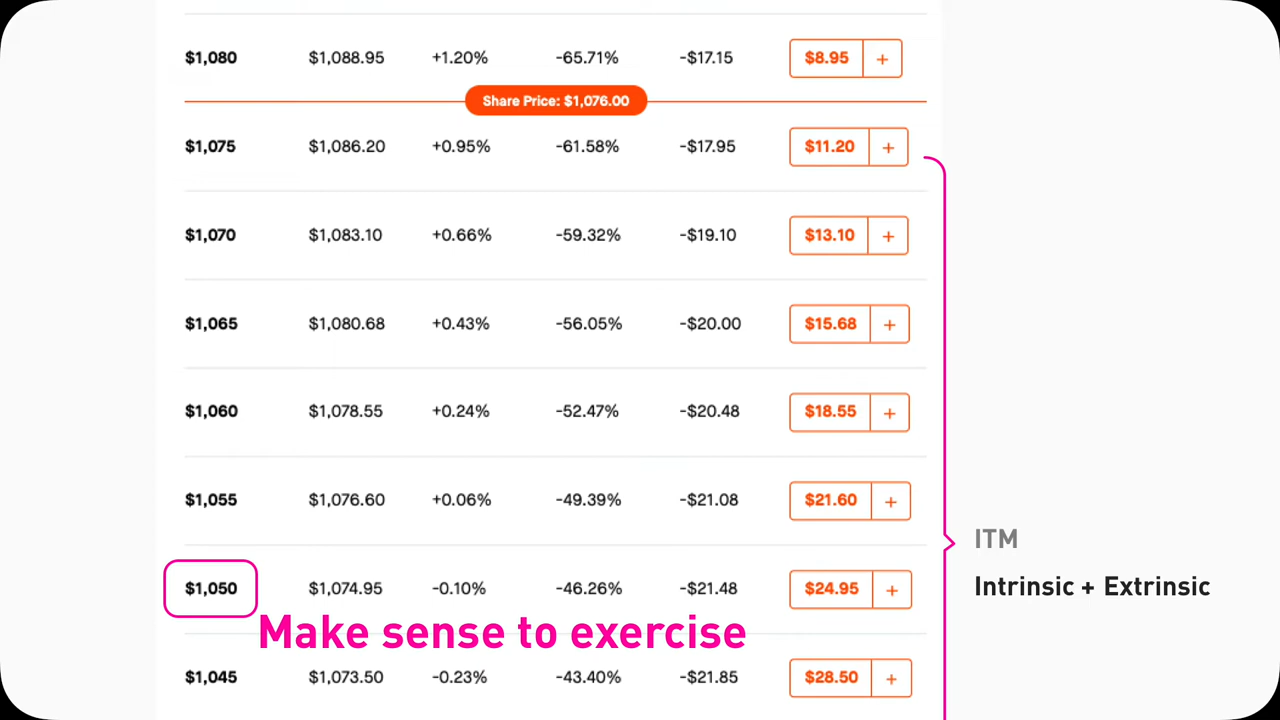 $1,080 $1,088.95 +1.20% -65.71% -$17.15 $8.95 +
Share Price: $1,076.00
$1,075 $1,086.20 +0.95% -61.58% -$17.95 $11.20 +
$1,070 $1,083.10 +0.66% -59.32% -$19.10 $13.10 +
$1,065 $1,080.68 +0.43% -56.05% -$20.00 $15.68 +
$1,060 $1,078.55 +0.24% -52.47% -$20.48 $18.55 +
$1,055 $1,076.60 +0.06% -49.39% -$21.08 $21.60 +
ITM
$1,050 $1,074.95 -0.10% -46.26% -$21.48 $24.95 +
Intrinsic + Extrinsic
Make sense to exercise
$1,045 $1,073.50 -0.23% -43.40% -$21.85 $28.50 +